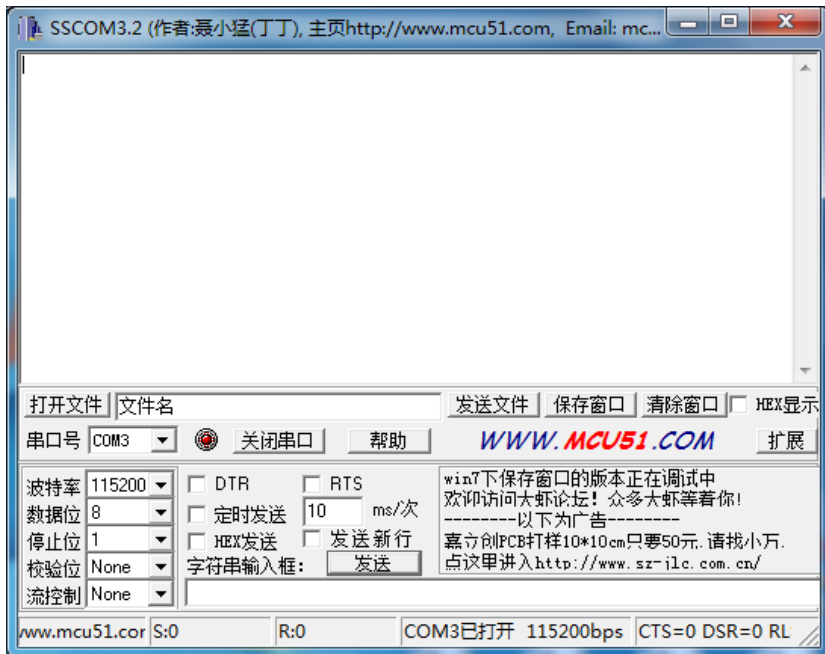 SSCOM3.2 (作者:聂小猛(丁丁), 主页http://www.mcu51.com, Email: mc...
打开文件 文件名 发送文件 保存窗口 清除窗口 HEX显示
串口号 COM3 关闭串口 帮助 WWW.MCU51.COM 扩展
波特率 115200 DTR RTS
数据位 8 定时发送 10 ms/次
停止位 1 HEX发送 发送新行
校验位 None 字符串输入框: 发送
流控制 None
win7下保存窗口的版本正在调试中
欢迎访问大虾论坛! 众多大虾等着你!
--------以下为广告--------
嘉立创PCB打样10*10cm只要50元.请找小万.
点这里进入http://www.sz-jlc.com.cn/
www.mcu51.cor S:0 R:0 COM3已打开 115200bps CTS=0 DSR=0 RL